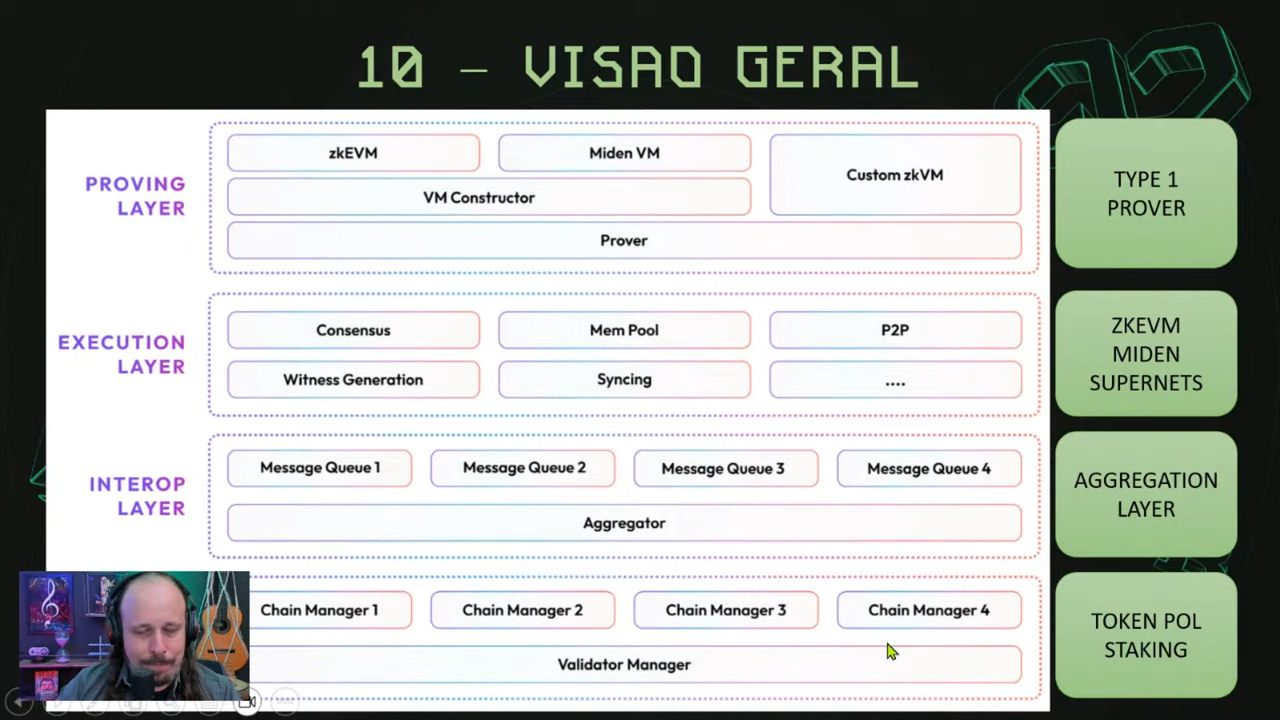 10 - VISAO GERAL
PROVING
LAYER
zkEVM
Miden VM
Custom zkVM
VM Constructor
Prover
TYPE 1
PROVER
EXECUTION
LAYER
Consensus
Mem Pool
P2P
Witness Generation
Syncing
....
ZKEVM
MIDEN
SUPERNETS
INTEROP
LAYER
Message Queue 1
Message Queue 2
Message Queue 3
Message Queue 4
Aggregator
AGGREGATION
LAYER
Chain Manager 1
Chain Manager 2
Chain Manager 3
Chain Manager 4
Validator Manager
TOKEN POL
STAKING